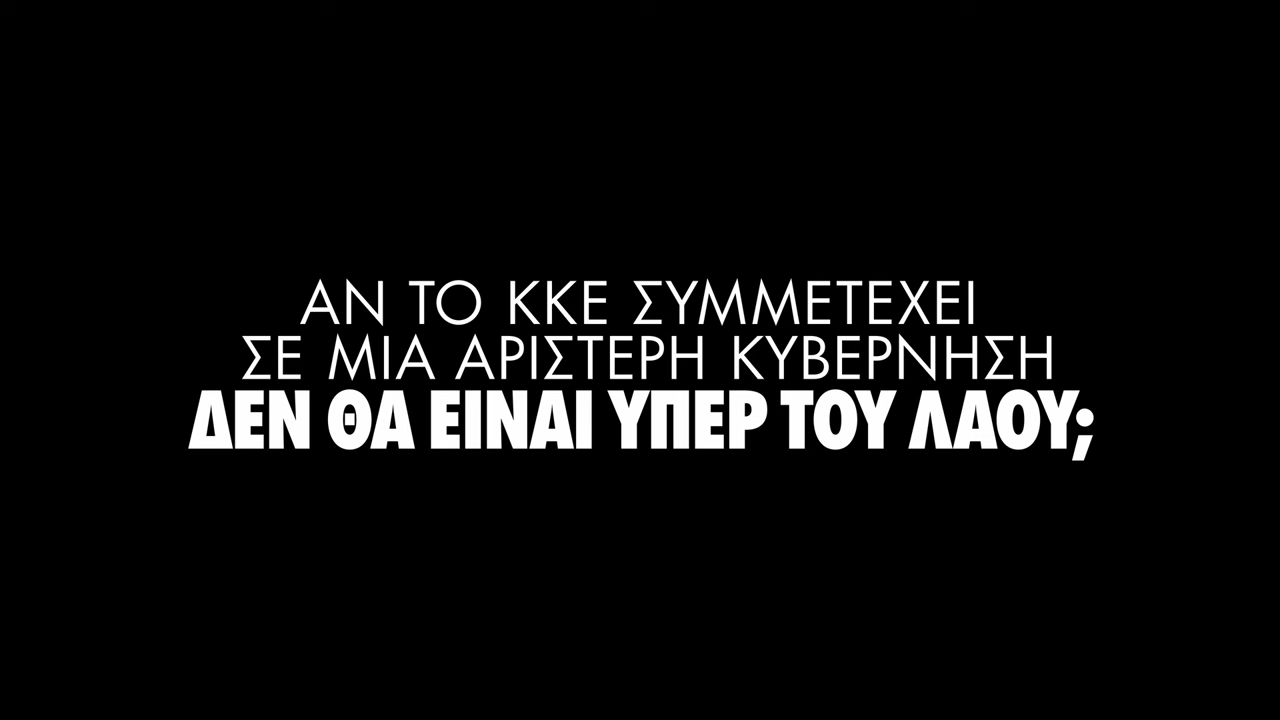 ΑΝ ΤΟ ΚΚΕ ΣΥΜΜΕΤΕΧΕΙ
ΣΕ ΜΙΑ ΑΡΙΣΤΕΡΗ ΚΥΒΕΡΝΗΣΗ
ΔΕΝ ΘΑ ΕΙΝΑΙ ΥΠΕΡ ΤΟΥ ΛΑΟΥ;